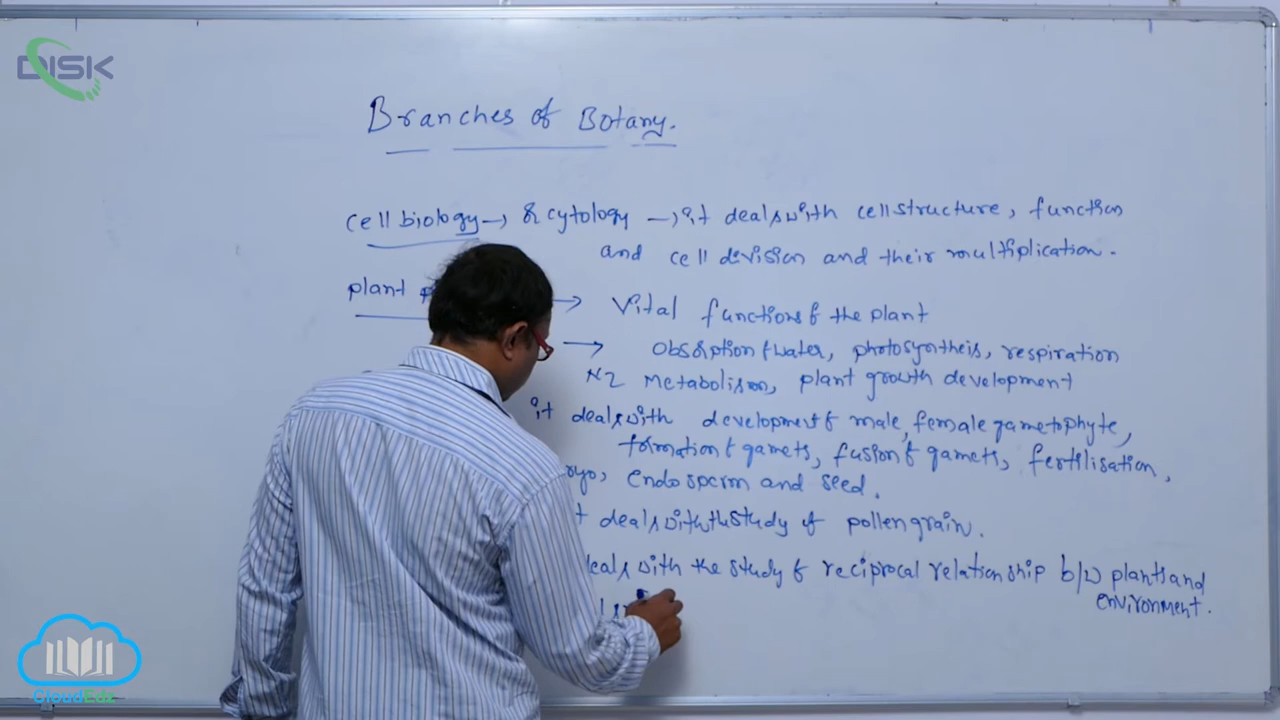 DISK
Branches of Botany.
cell biology → & cytology → it deals with cell structure, function
and cell division and their multiplication.
plant → Vital functions of the plant
→ Obsorption of water, photosyntheis, respiration
N2 Metabolism, plant growth development
it deals with development of male, female gametophyte,
formation of gamets, fusion of gamets, fertilisation,
endosperm and seed.
deals with the study of pollen grain.
deals with the study of reciprocal relationship b/w plants and
environment.
CloudEdz